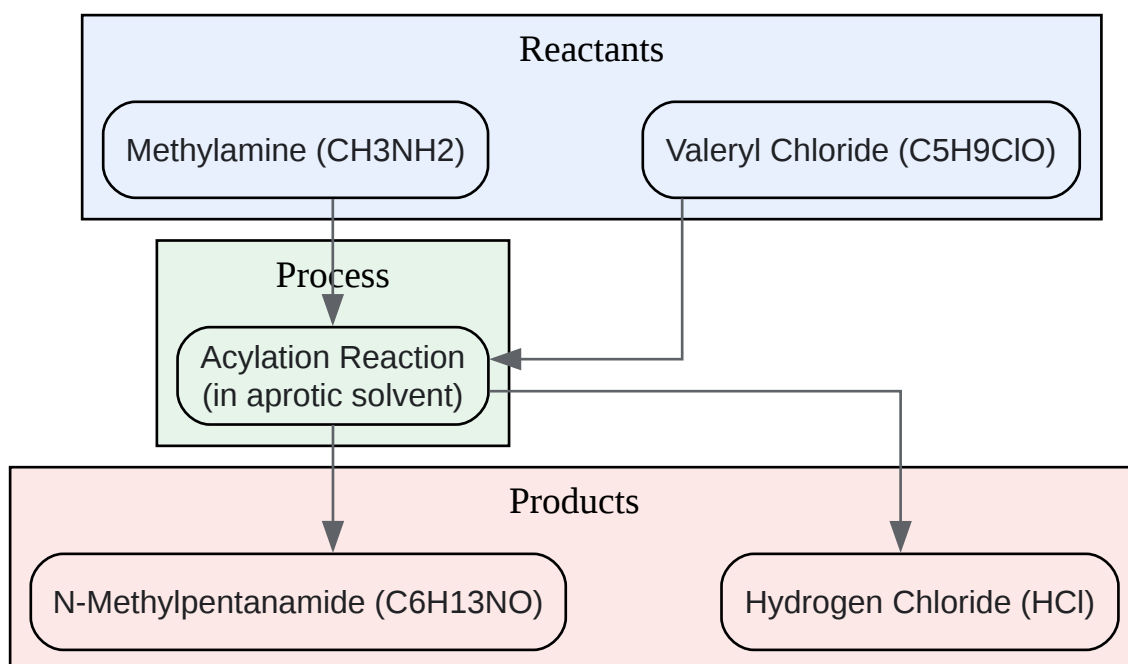 Reactants
Methylamine (CH3NH2)
Valeryl Chloride (C5H9ClO)
Process
Acylation Reaction
(in aprotic solvent)
Products
N-Methylpentanamide (C6H13NO)
Hydrogen Chloride (HCl)